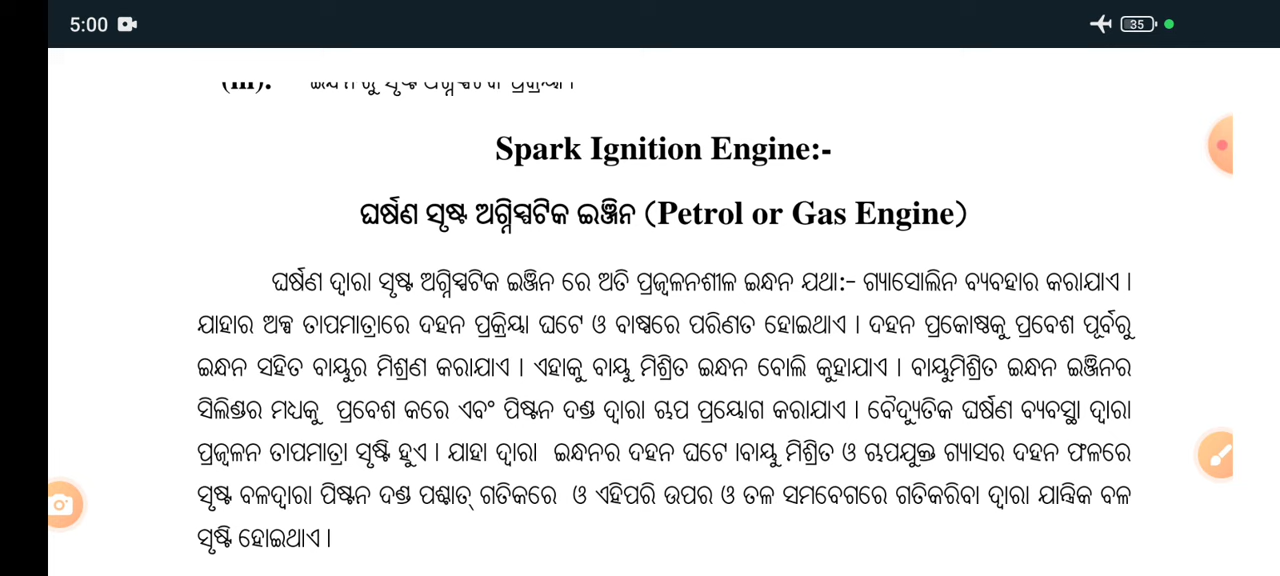 5:00
35
(iii).
Spark Ignition Engine:-
ଘର୍ଷଣ ସୃଷ୍ଟ ଅଗ୍ନିସ୍ଫଟିକ ଇଞ୍ଜିନ (Petrol or Gas Engine)
ଘର୍ଷଣ ଦ୍ୱାରା ସୃଷ୍ଟ ଅଗ୍ନିସ୍ଫଟିକ ଇଞ୍ଜିନ ରେ ଅତି ପ୍ରଜ୍ୱଳନଶୀଳ ଇନ୍ଧନ ଯଥା:- ଗ୍ୟାସୋଲିନ ବ୍ୟବହାର କରାଯାଏ ।
ଯାହାର ଅଳ୍ପ ତାପମାତ୍ରାରେ ଦହନ ପ୍ରକ୍ରିୟା ଘଟେ ଓ ବାଷ୍ପରେ ପରିଣତ ହୋଇଥାଏ । ଦହନ ପ୍ରକୋଷ୍ଠକୁ ପ୍ରବେଶ ପୂର୍ବରୁ
ଇନ୍ଧନ ସହିତ ବାୟୁର ମିଶ୍ରଣ କରାଯାଏ । ଏହାକୁ ବାୟୁ ମିଶ୍ରିତ ଇନ୍ଧନ ବୋଲି କୁହାଯାଏ । ବାୟୁମିଶ୍ରିତ ଇନ୍ଧନ ଇଞ୍ଜିନର
ସିଲିଣ୍ଡର ମଧ୍ୟକୁ ପ୍ରବେଶ କରେ ଏବଂ ପିଷ୍ଟନ ଦଣ୍ଡ ଦ୍ୱାରା ଚାପ ପ୍ରୟୋଗ କରାଯାଏ । ବୈଦ୍ୟୁତିକ ଘର୍ଷଣ ବ୍ୟବସ୍ଥା ଦ୍ୱାରା
ପ୍ରଜ୍ୱଳନ ତାପମାତ୍ରା ସୃଷ୍ଟି ହୁଏ । ଯାହା ଦ୍ୱାରା ଇନ୍ଧନର ଦହନ ଘଟେ ।ବାୟୁ ମିଶ୍ରିତ ଓ ଚାପଯୁକ୍ତ ଗ୍ୟାସର ଦହନ ଫଳରେ
ସୃଷ୍ଟ ବଳଦ୍ୱାରା ପିଷ୍ଟନ ଦଣ୍ଡ ପଶ୍ଚାତ୍ ଗତିକରେ ଓ ଏହିପରି ଉପର ଓ ତଳ ସମବେଗରେ ଗତିକରିବା ଦ୍ୱାରା ଯାନ୍ତ୍ରିକ ବଳ
ସୃଷ୍ଟି ହୋଇଥାଏ ।